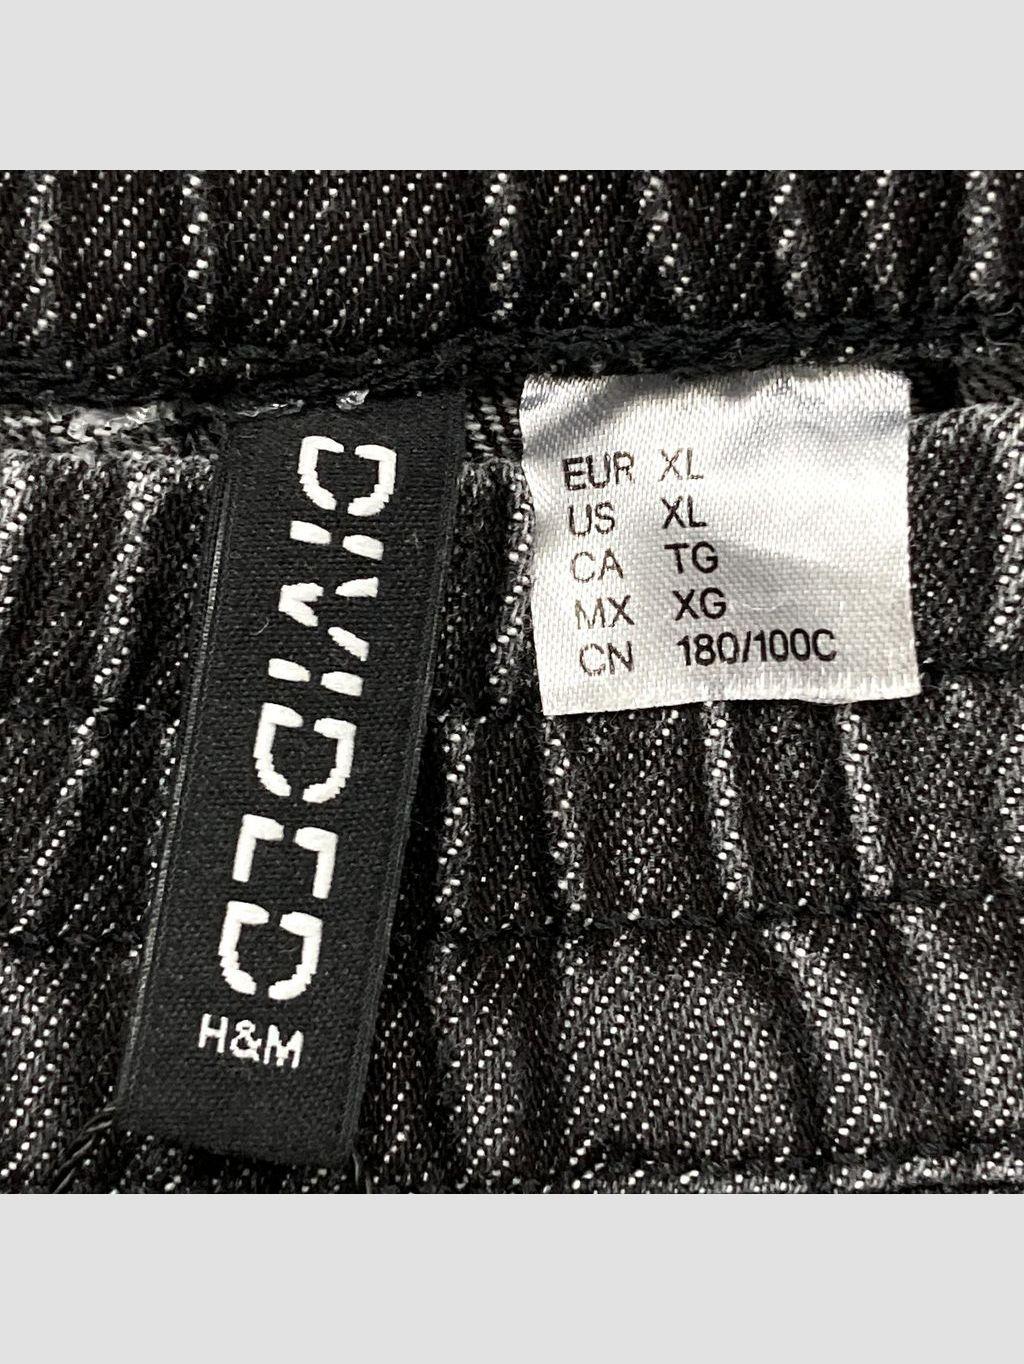 DIVIDED
H&M
EUR XL
US XL
CA TG
MX XG
CN 180/100C